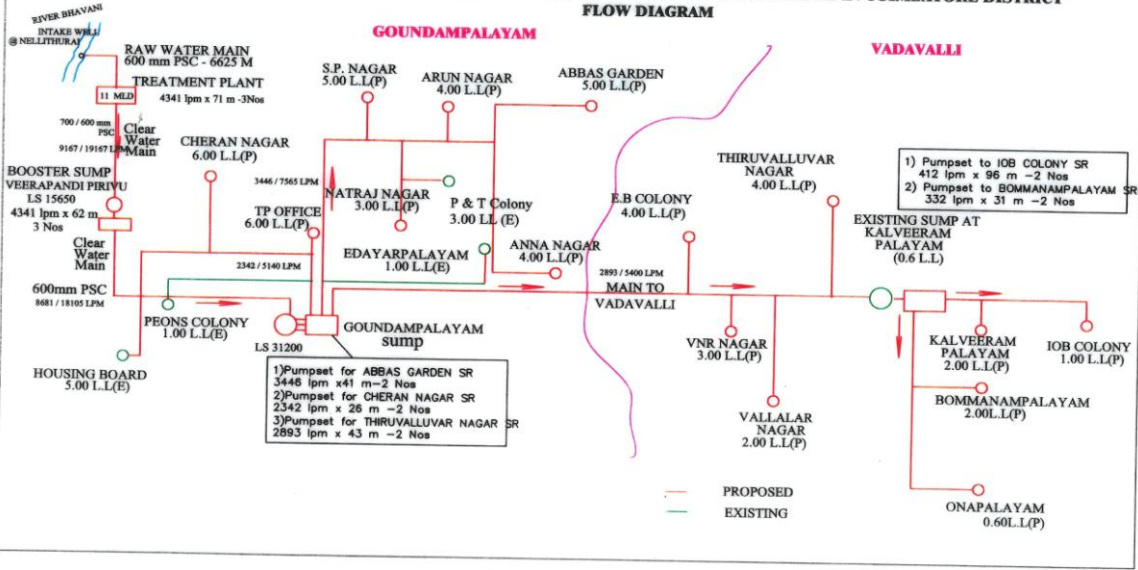 COIMBATORE DISTRICT
FLOW DIAGRAM
RIVER BHAVANI
INTAKE WELL
@ NELLITHURAI
RAW WATER MAIN
600 mm PSC - 6625 M
TREATMENT PLANT
11 MLD
4341 lpm x 71 m -3Nos
700 / 600 mm
PSC
9167 / 19167 LPM
Clear
Water
Main
BOOSTER SUMP
VEERAPANDI PIRIVU
LS 15650
4341 lpm x 62 m
3 Nos
Clear
Water
Main
600mm PSC
8681 / 18105 LPM
GOUNDAMPALAYAM
S.P. NAGAR
5.00 L.L(P)
ARUN NAGAR
4.00 L.L(P)
ABBAS GARDEN
5.00 L.L(P)
CHERAN NAGAR
6.00 L.L(P)
3446 / 7565 LPM
NATRAJ NAGAR
3.00 L.L(P)
P & T Colony
3.00 LL (E)
TP OFFICE
6.00 L.L(P)
EDAYARPALAYAM
1.00 L.L(E)
ANNA NAGAR
4.00 L.L(P)
2342 / 5140 LPM
PEONS COLONY
1.00 L.L(E)
HOUSING BOARD
5.00 L.L(E)
GOUNDAMPALAYAM
sump
LS 31200
1)Pumpset for ABBAS GARDEN SR
3446 lpm x41 m-2 Nos
2)Pumpset for CHERAN NAGAR SR
2342 lpm x 26 m -2 Nos
3)Pumpset for THIRUVALLUVAR NAGAR SR
2893 lpm x 43 m -2 Nos
VADAVALLI
E.B COLONY
4.00 L.L(P)
2893 / 5400 LPM
MAIN TO
VADAVALLI
THIRUVALLUVAR
NAGAR
4.00 L.L(P)
1) Pumpset to IOB COLONY SR
412 lpm x 96 m -2 Nos
2) Pumpset to BOMMANAMPALAYAM SR
332 lpm x 31 m -2 Nos
EXISTING SUMP AT
KALVEERAM
PALAYAM
(0.6 L.L)
VNR NAGAR
3.00 L.L(P)
VALLALAR
NAGAR
2.00 L.L(P)
KALVEERAM
PALAYAM
2.00 L.L(P)
IOB COLONY
1.00 L.L(P)
BOMMANAMPALAYAM
2.00L.L(P)
ONAPALAYAM
0.60L.L(P)
PROPOSED
EXISTING